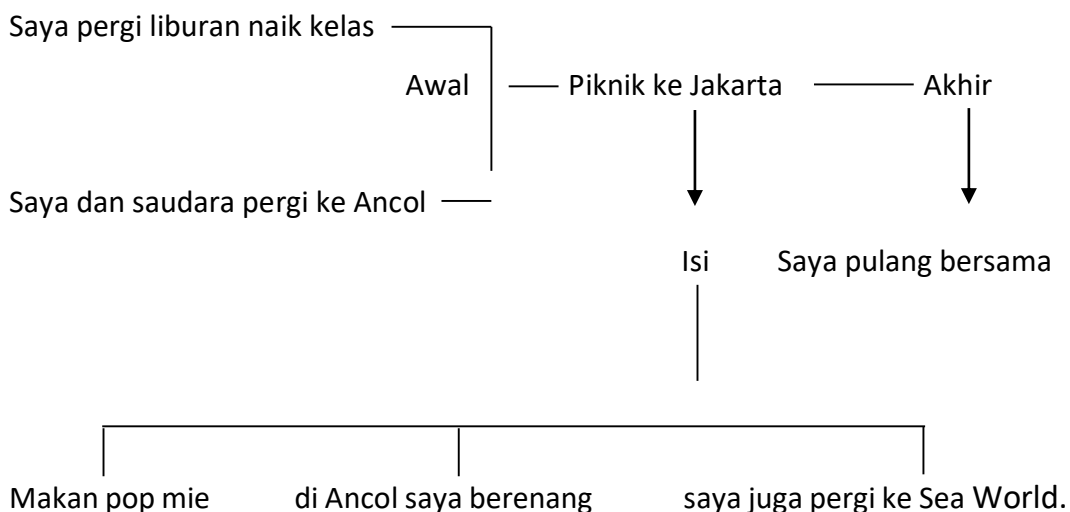 Saya pergi liburan naik kelas
Awal Piknik ke Jakarta Akhir
Saya dan saudara pergi ke Ancol
Isi Saya pulang bersama
Makan pop mie di Ancol saya berenang saya juga pergi ke Sea World.